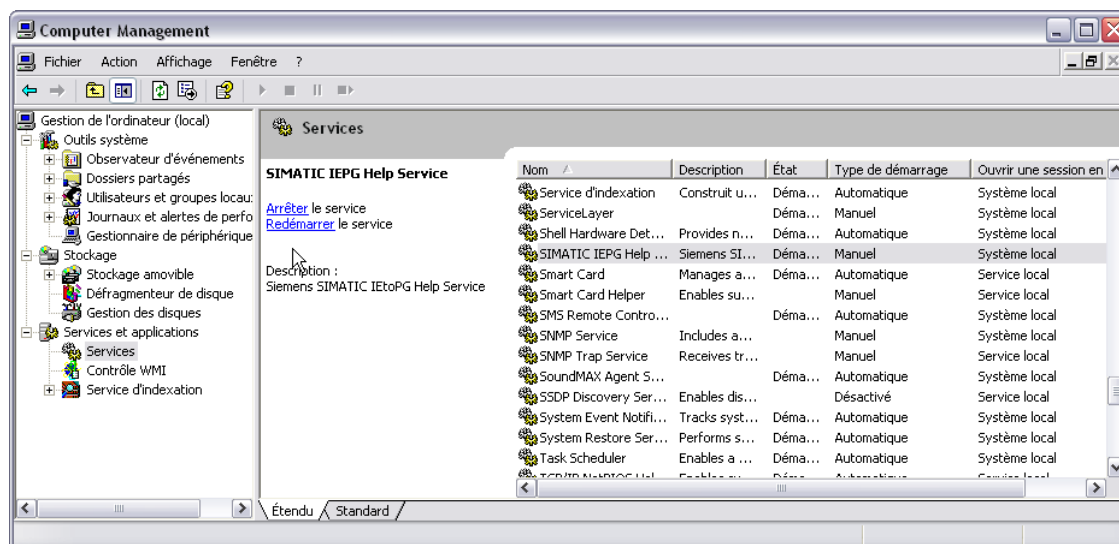 Computer Management
Fichier Action Affichage Fenêtre ?
Gestion de l'ordinateur (local)
Outils système
Observateur d'événements
Dossiers partagés
Utilisateurs et groupes locau
Journaux et alertes de perfo
Gestionnaire de périphérique
Stockage
Stockage amovible
Défragmenteur de disque
Gestion des disques
Services et applications
Services
Contrôle WMI
Service d'indexation
Services
SIMATIC IEPG Help Service
Arrêter le service
Redémarrer le service
Description :
Siemens SIMATIC IEtoPG Help Service
Nom Description État Type de démarrage Ouvrir une session en
Service d'indexation Construit u... Déma... Automatique Système local
ServiceLayer Déma... Manuel Système local
Shell Hardware Det... Provides n... Déma... Automatique Système local
SIMATIC IEPG Help ... Siemens SI... Déma... Manuel Système local
Smart Card Manages a... Déma... Automatique Service local
Smart Card Helper Enables su... Manuel Service local
SMS Remote Contro... Déma... Automatique Système local
SNMP Service Includes a... Manuel Système local
SNMP Trap Service Receives tr... Manuel Service local
SoundMAX Agent S... Déma... Automatique Système local
SSDP Discovery Ser... Enables dis... Désactivé Service local
System Event Notifi... Tracks syst... Déma... Automatique Système local
System Restore Ser... Performs s... Déma... Automatique Système local
Task Scheduler Enables a ... Déma... Automatique Système local
Étendu Standard